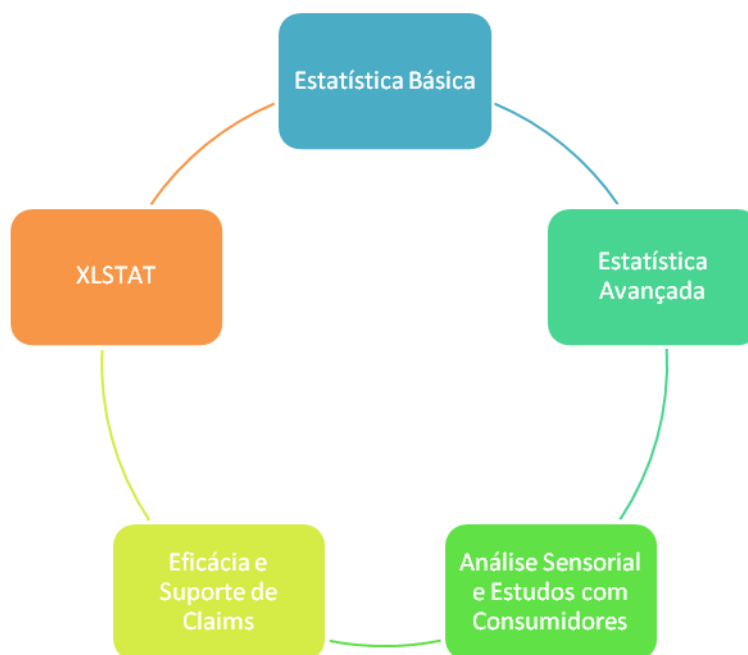 Estatística Básica
Estatística
Avançada
Análise Sensorial
e Estudos com
Consumidores
Eficácia e
Suporte de
Claims
XLSTAT